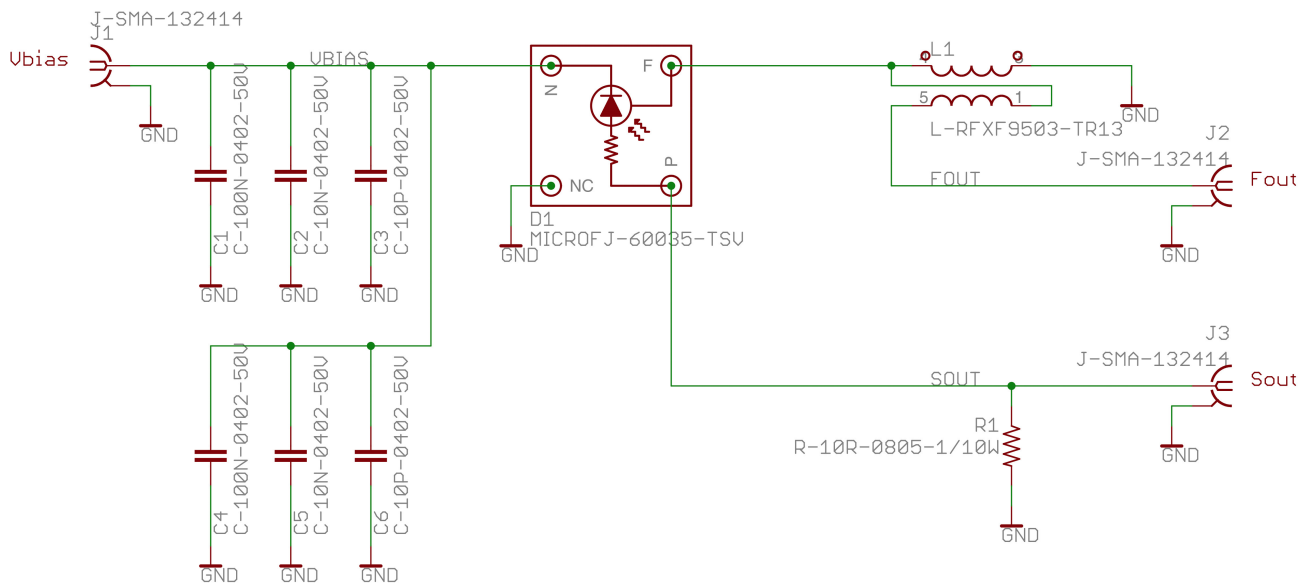 J-SMA-132414
J1
Vbias
GND
VBIAS
C1
C-100N-0402-50V
C2
C-10N-0402-50V
C3
C-10P-0402-50V
GND
GND
GND
C4
C-100N-0402-50V
C5
C-10N-0402-50V
C6
C-10P-0402-50V
GND
GND
GND
N
F
P
NC
D1
MICROFJ-60035-TSV
GND
L1
5
1
L-RFXF9503-TR13
GND
J2
J-SMA-132414
FOUT
Fout
GND
J3
J-SMA-132414
SOUT
Sout
R1
R-10R-0805-1/10W
GND
GND